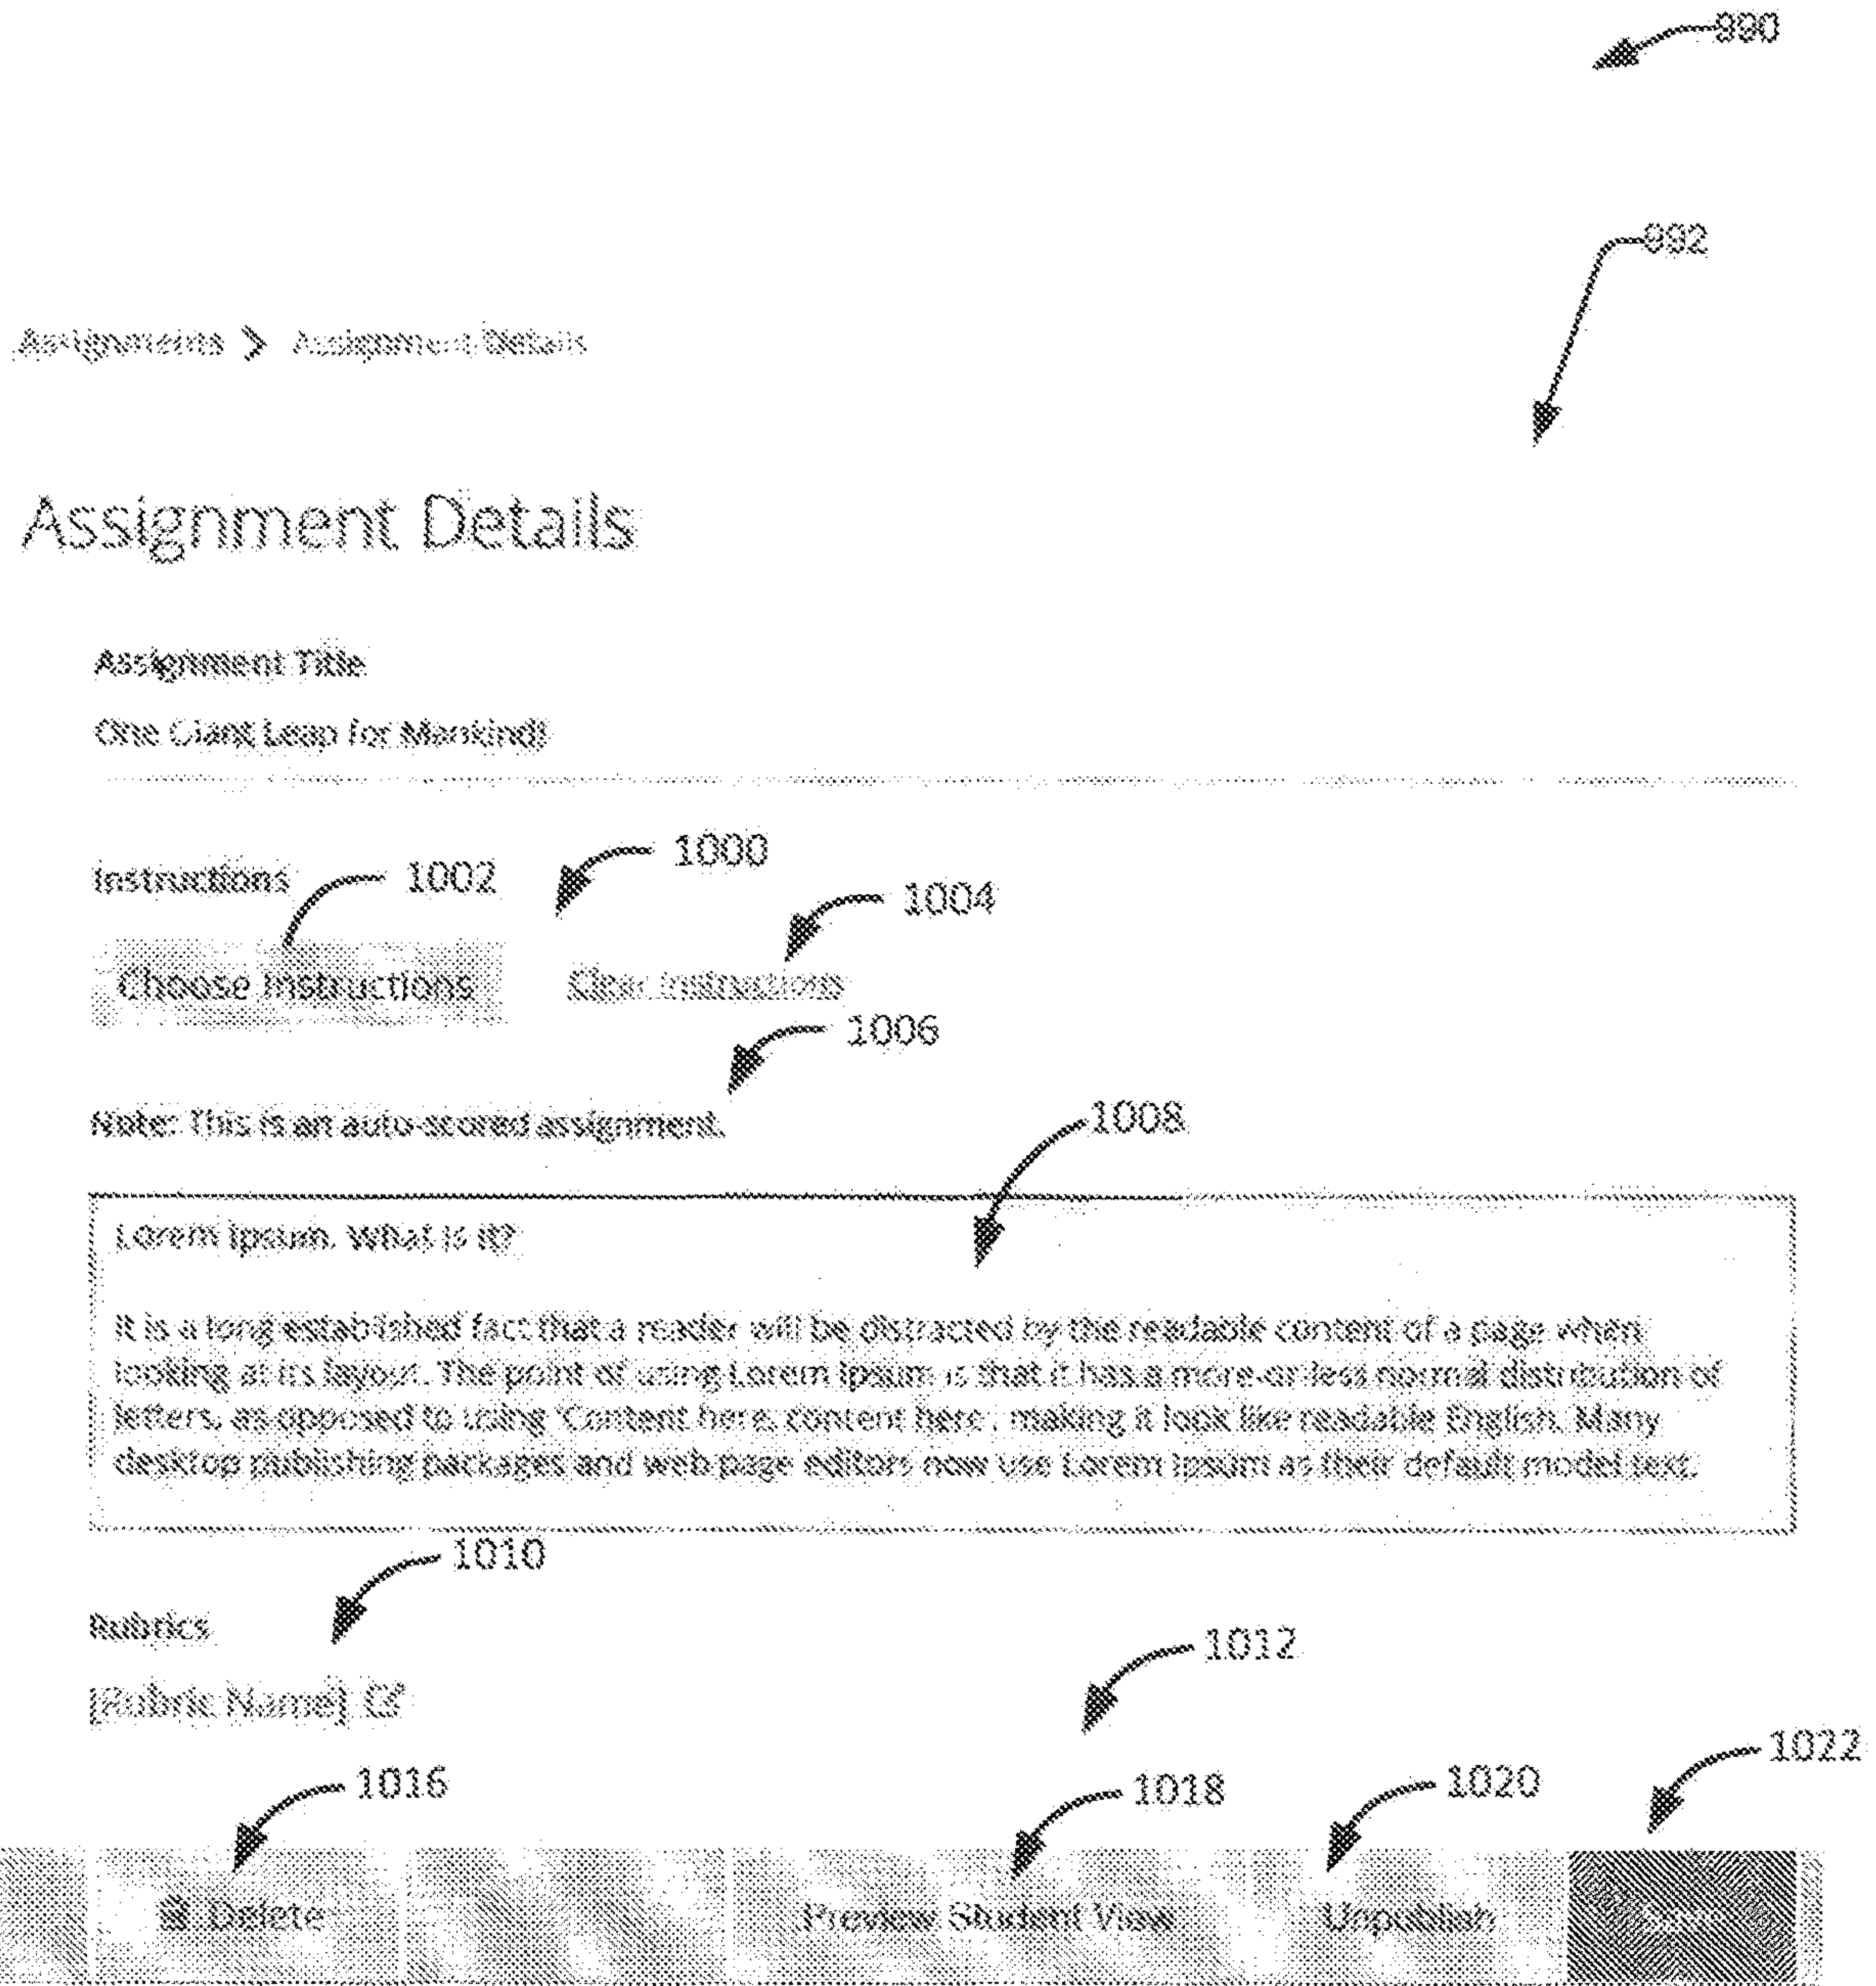 990
992
Assignments > Assignment Details
Assignment Details
Assignment Title
One Giant Leap for Mankind!
1000
Instructions
1002
1004
Choose Instructions
Clear Instructions
1006
Note: This is an auto-scored assignment.
1008
Lorem Ipsum. What is it?
It is a long established fact that a reader will be distracted by the readable content of a page when
looking at its layout. The point of using Lorem Ipsum is that it has a more-or-less normal distribution of
letters, as opposed to using 'Content here, content here', making it look like readable English. Many
desktop publishing packages and web page editors now use Lorem Ipsum as their default model text.
1010
Rubrics
1012
[Rubric Name]
1022
1016
1018
1020
Delete
Preview Student View
Unpublish